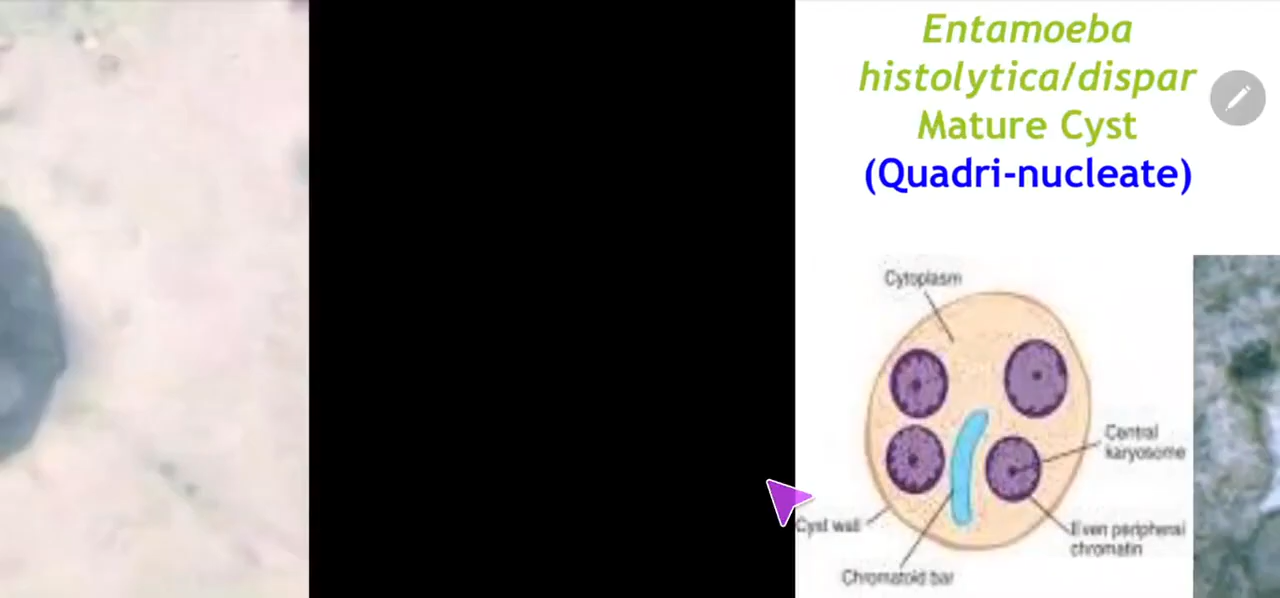 Entamoeba
histolytica/dispar
Mature Cyst
(Quadri-nucleate)
Cytoplasm
Central
karyosome
Cyst wall
Even peripheral
chromatin
Chromatoid bar